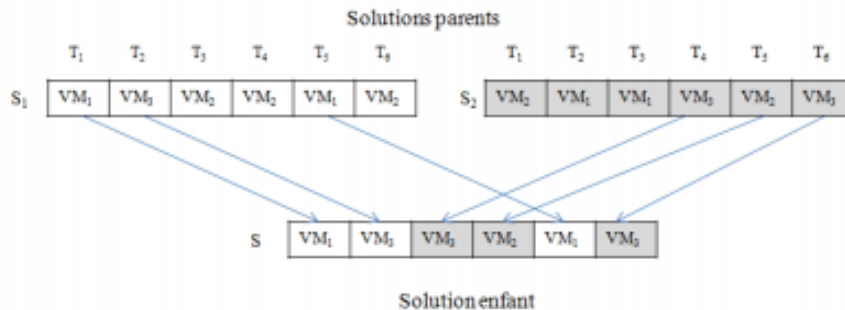 Solutions parents
T₁ T₂ T₃ T₄ T₅ T₆ T₁ T₂ T₃ T₄ T₅ T₆
S₁ VM₁ VM₃ VM₂ VM₂ VM₁ VM₂ S₂ VM₂ VM₁ VM₁ VM₃ VM₂ VM₃
S VM₁ VM₃ VM₃ VM₂ VM₁ VM₃
Solution enfant